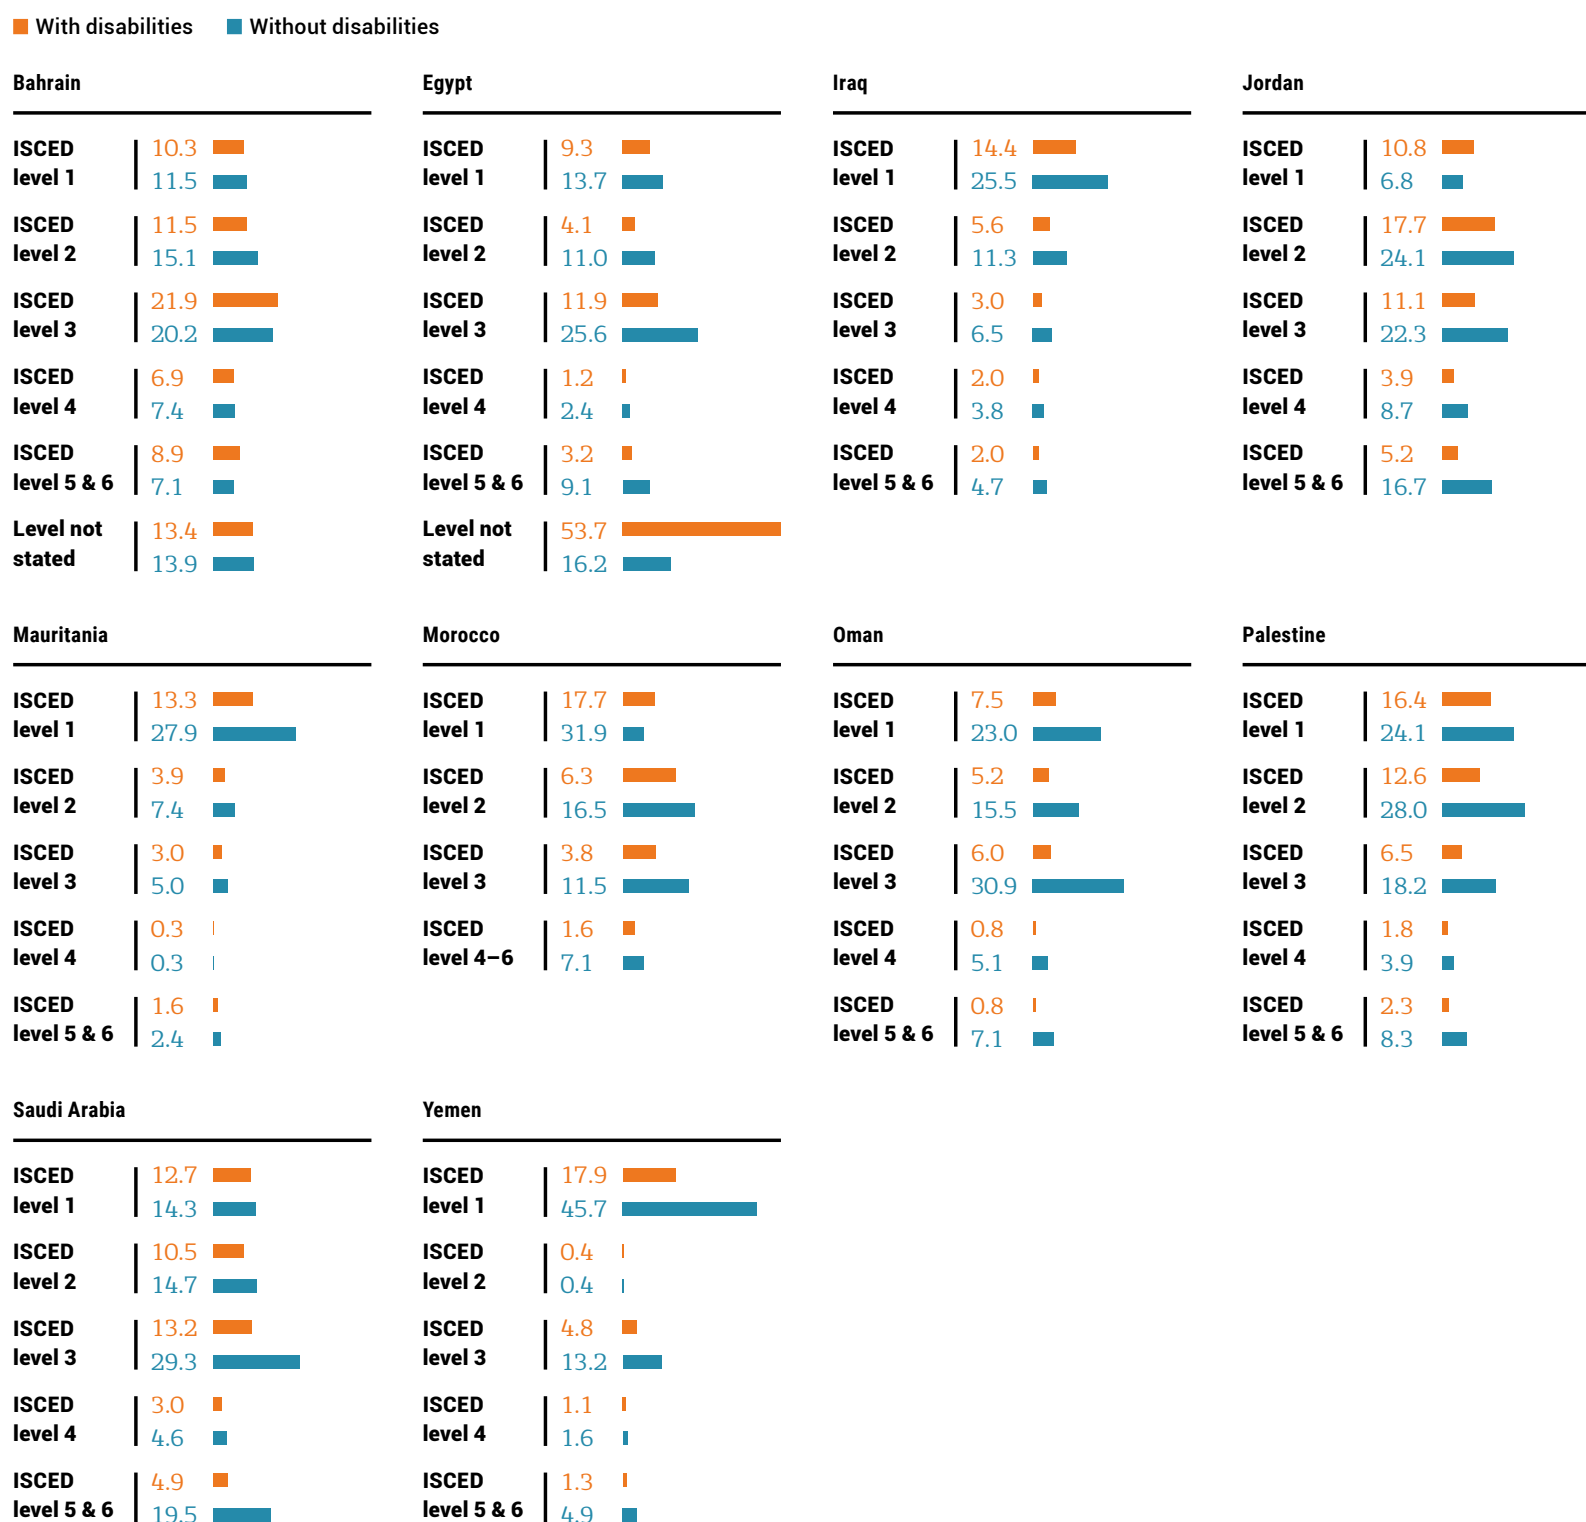 With disabilities Without disabilities
Bahrain
ISCED 10.3
level 1 11.5
ISCED 11.5
level 2 15.1
ISCED 21.9
level 3 20.2
ISCED 6.9
level 4 7.4
ISCED 8.9
level 5 & 6 7.1
Level not 13.4
stated 13.9
Egypt
ISCED 9.3
level 1 13.7
ISCED 4.1
level 2 11.0
ISCED 11.9
level 3 25.6
ISCED 1.2
level 4 2.4
ISCED 3.2
level 5 & 6 9.1
Level not 53.7
stated 16.2
Iraq
ISCED 14.4
level 1 25.5
ISCED 5.6
level 2 11.3
ISCED 3.0
level 3 6.5
ISCED 2.0
level 4 3.8
ISCED 2.0
level 5 & 6 4.7
Jordan
ISCED 10.8
level 1 6.8
ISCED 17.7
level 2 24.1
ISCED 11.1
level 3 22.3
ISCED 3.9
level 4 8.7
ISCED 5.2
level 5 & 6 16.7
Mauritania
ISCED 13.3
level 1 27.9
ISCED 3.9
level 2 7.4
ISCED 3.0
level 3 5.0
ISCED 0.3
level 4 0.3
ISCED 1.6
level 5 & 6 2.4
Morocco
ISCED 17.7
level 1 31.9
ISCED 6.3
level 2 16.5
ISCED 3.8
level 3 11.5
ISCED 1.6
level 4–6 7.1
Oman
ISCED 7.5
level 1 23.0
ISCED 5.2
level 2 15.5
ISCED 6.0
level 3 30.9
ISCED 0.8
level 4 5.1
ISCED 0.8
level 5 & 6 7.1
Palestine
ISCED 16.4
level 1 24.1
ISCED 12.6
level 2 28.0
ISCED 6.5
level 3 18.2
ISCED 1.8
level 4 3.9
ISCED 2.3
level 5 & 6 8.3
Saudi Arabia
ISCED 12.7
level 1 14.3
ISCED 10.5
level 2 14.7
ISCED 13.2
level 3 29.3
ISCED 3.0
level 4 4.6
ISCED 4.9
level 5 & 6 19.5
Yemen
ISCED 17.9
level 1 45.7
ISCED 0.4
level 2 0.4
ISCED 4.8
level 3 13.2
ISCED 1.1
level 4 1.6
ISCED 1.3
level 5 & 6 4.9